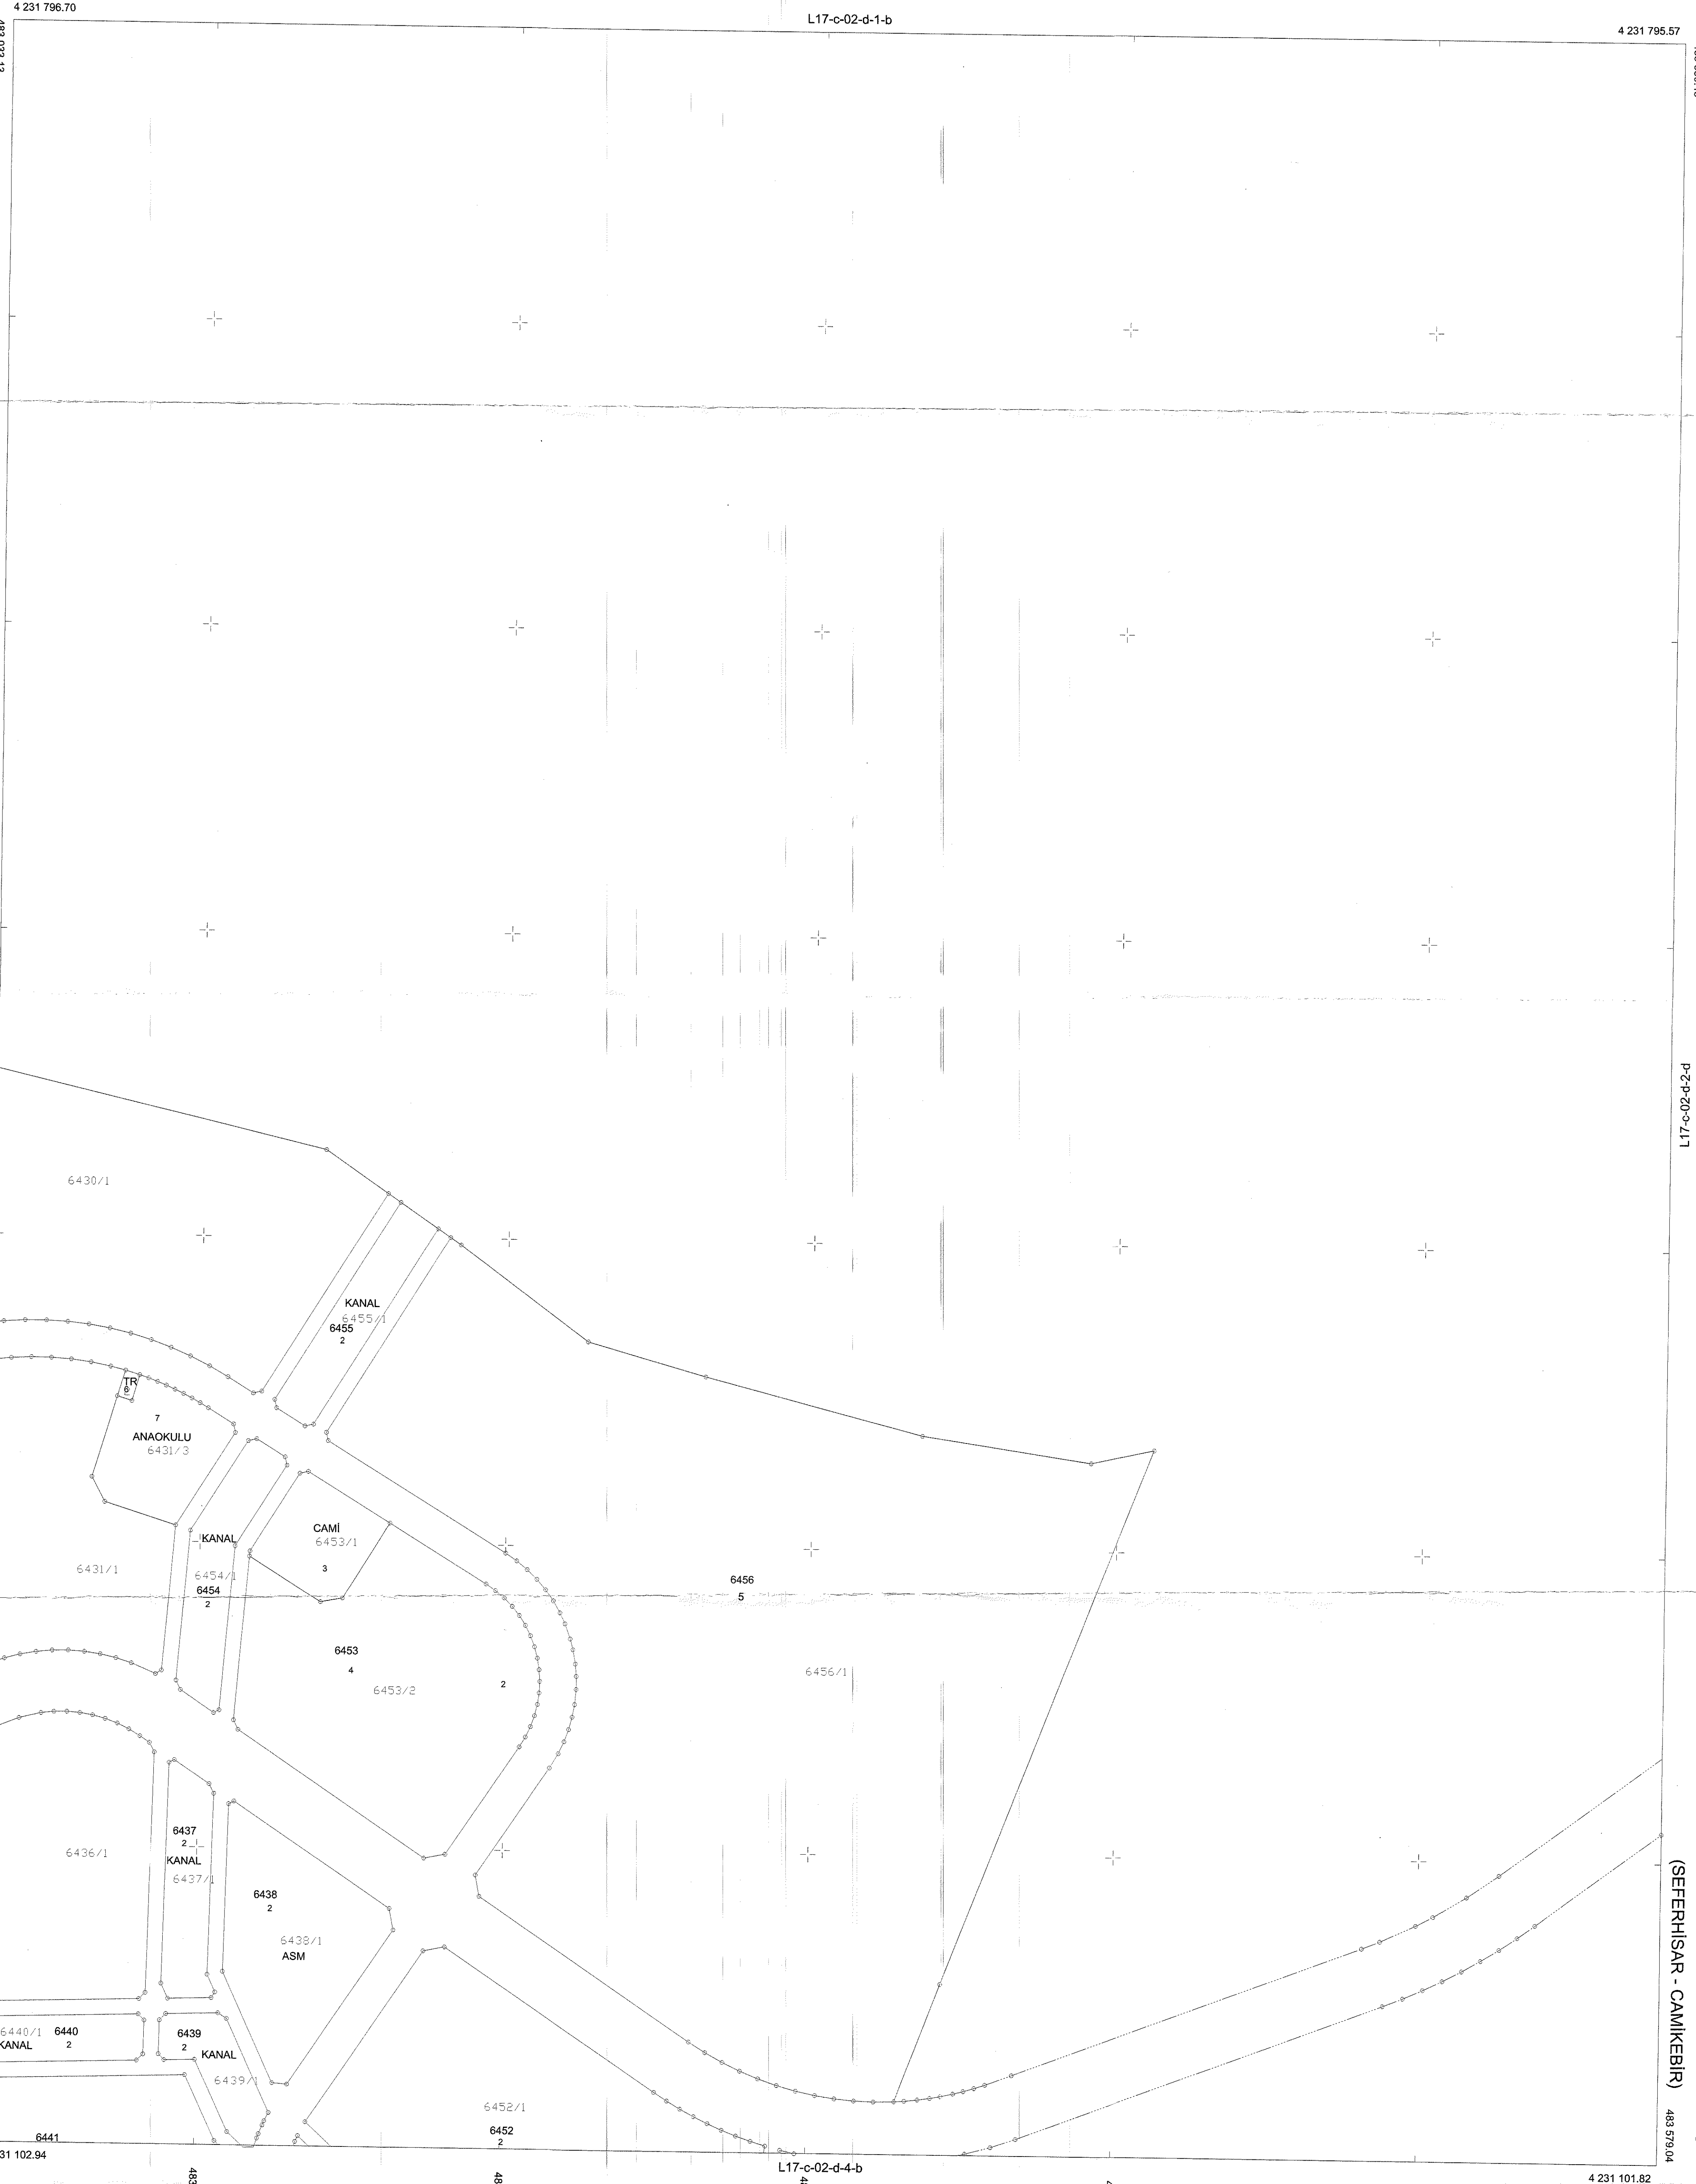 4 231 796.70
L17-c-02-d-1-b
4 231 795.57
L17-c-02-d-2-d
6430/1
KANAL
6455/1
6455
2
TR
6
7
ANAOKULU
6431/3
CAMİ
6453/1
3
KANAL
6431/1
6454/1
6454
2
6456
5
6453
4
6453/2
2
6456/1
6437
2
KANAL
6436/1
6437/1
6438
2
6438/1
ASM
(SEFERHİSAR - CAMİKEBİR)
6440/1
6440
KANAL
2
6439
2
KANAL
6439/1
6452/1
6452
2
6441
31 102.94
483 579.04
483
48
L17-c-02-d-4-b
4 231 101.82